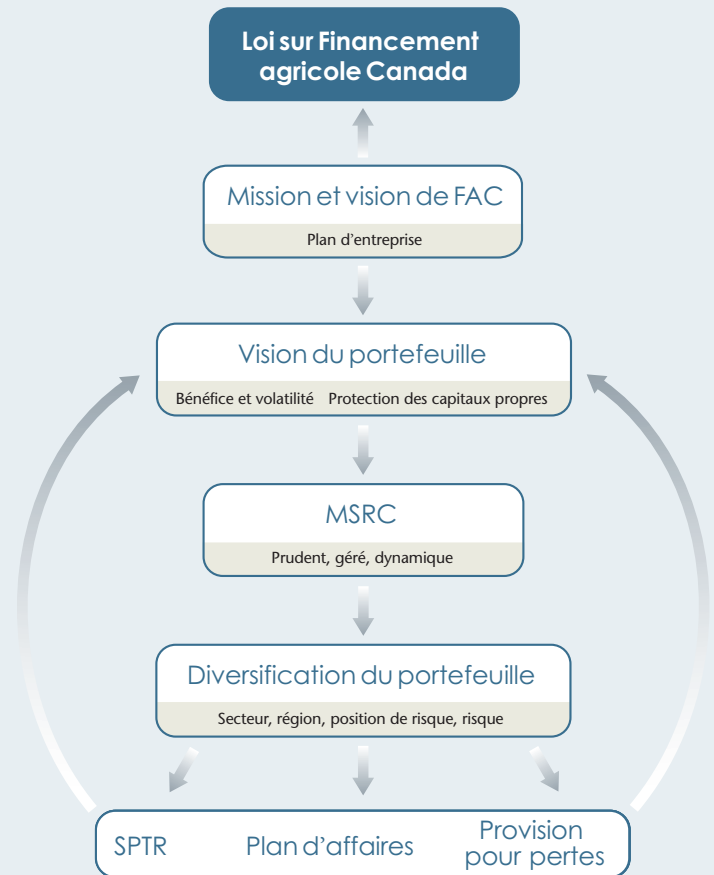 Loi sur Financement
agricole Canada
Mission et vision de FAC
Plan d'entreprise
Vision du portefeuille
Bénéfice et volatilité Protection des capitaux propres
MSRC
Prudent, géré, dynamique
Diversification du portefeuille
Secteur, région, position de risque, risque
SPTR
Plan d'affaires
Provision
pour pertes